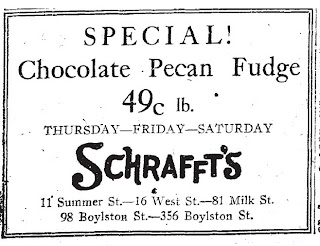 SPECIAL!
Chocolate Pecan Fudge
49c lb.
THURSDAY—FRIDAY—SATURDAY
SCHRAFFT'S
11 Summer St.—16 West St.—81 Milk St.
98 Boylston St.—356 Boylston St.